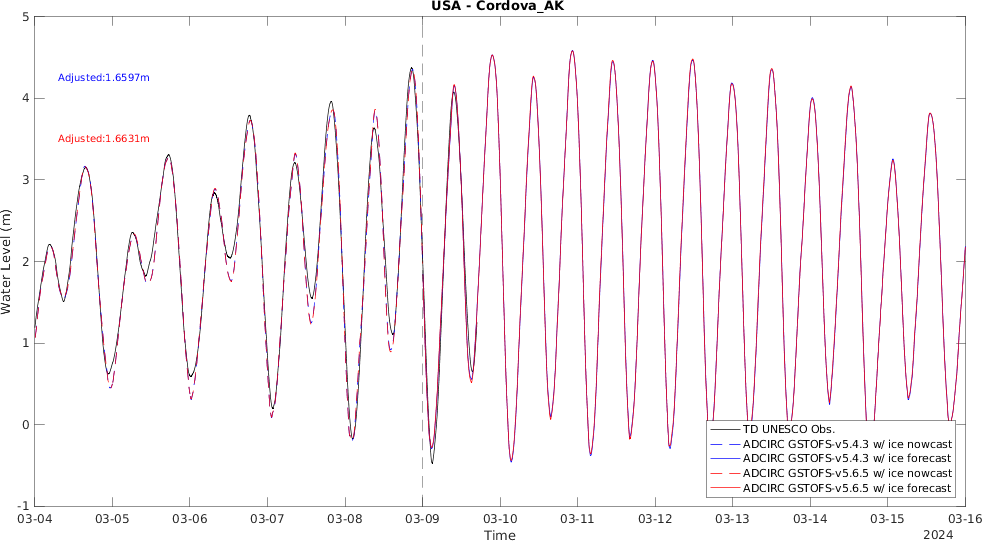 USA - Cordova_AK
5
4
3
2
1
0
-1
Water Level (m)
Adjusted:1.6597m
Adjusted:1.6631m
TD UNESCO Obs.
ADCIRC GSTOFS-v5.4.3 w/ ice nowcast
ADCIRC GSTOFS-v5.4.3 w/ ice forecast
ADCIRC GSTOFS-v5.6.5 w/ ice nowcast
ADCIRC GSTOFS-v5.6.5 w/ ice forecast
03-04 03-05 03-06 03-07 03-08 03-09 03-10 03-11 03-12 03-13 03-14 03-15 03-16
Time
2024